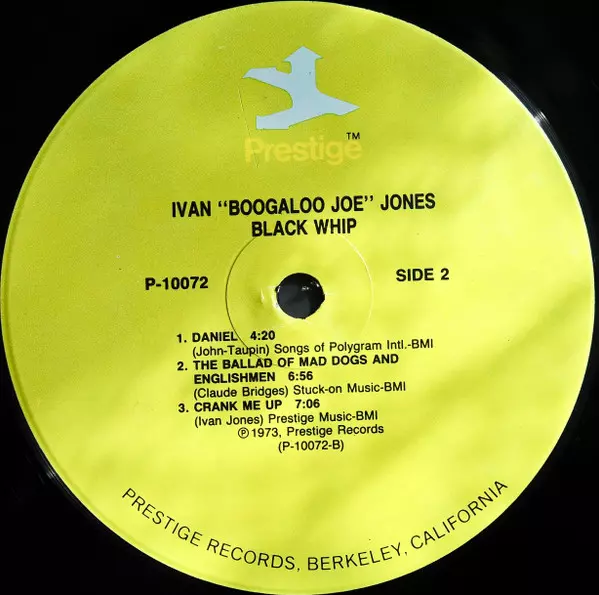 Prestige™
IVAN "BOOGALOO JOE" JONES
BLACK WHIP
P-10072
SIDE 2
1. DANIEL 4:20
(John-Taupin) Songs of Polygram Intl.-BMI
2. THE BALLAD OF MAD DOGS AND
ENGLISHMEN 6:56
(Claude Bridges) Stuck-on Music-BMI
3. CRANK ME UP 7:06
(Ivan Jones) Prestige Music-BMI
℗ 1973, Prestige Records
(P-10072-B)
PRESTIGE RECORDS, BERKELEY, CALIFORNIA